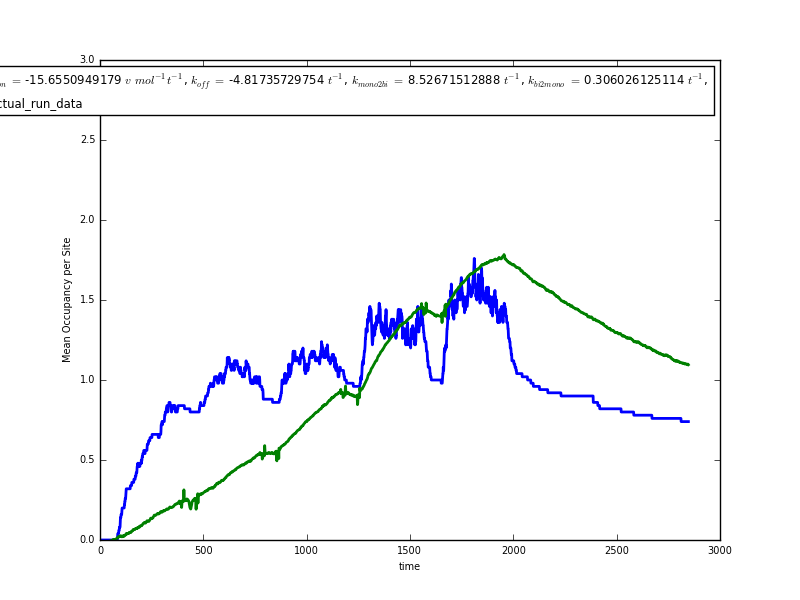 = -15.6550949179 v mol⁻¹t⁻¹, k_off = -4.81735729754 t⁻¹, k_mono2bi = 8.52671512888 t⁻¹, k_bi2mono = 0.306026125114 t⁻¹,
ctual_run_data
3.0
2.5
2.0
1.5
1.0
0.5
0.0
Mean Occupancy per Site
0 500 1000 1500 2000 2500 3000
time